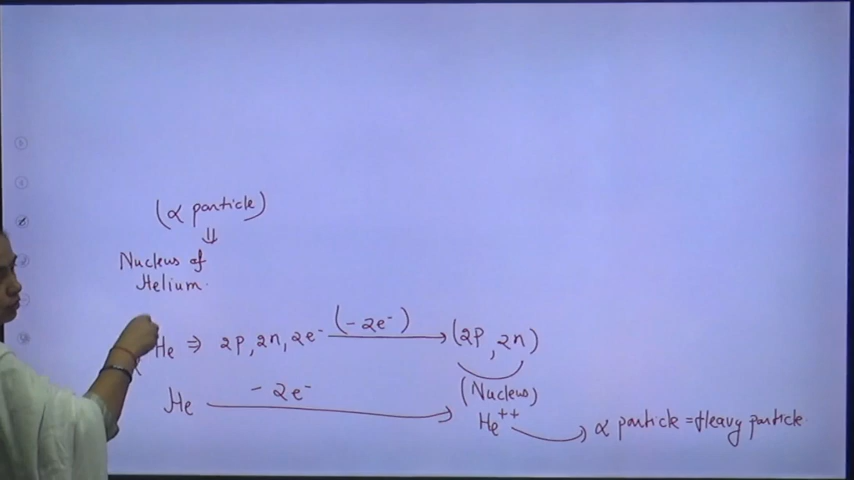 (α particle)
⇓
Nucleus of
Helium.
He ⇒ 2p, 2n, 2e⁻ (-2e⁻) → (2p, 2n)
He -2e⁻ → (Nucleus)
He⁺⁺ → α particle = Heavy particle